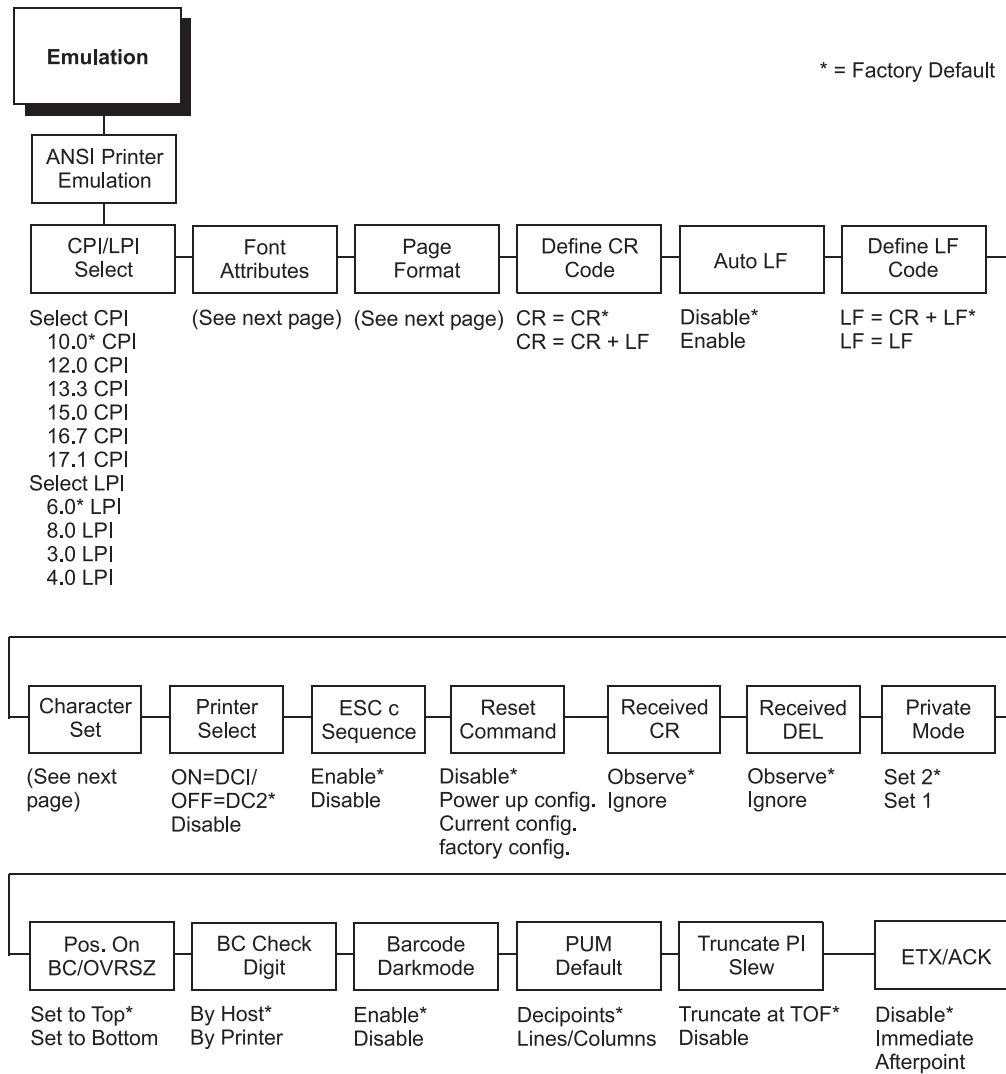 Emulation
* = Factory Default
ANSI Printer
Emulation
CPI/LPI
Select
Font
Attributes
Page
Format
Define CR
Code
Auto LF
Define LF
Code
Select CPI
10.0* CPI
12.0 CPI
13.3 CPI
15.0 CPI
16.7 CPI
17.1 CPI
Select LPI
6.0* LPI
8.0 LPI
3.0 LPI
4.0 LPI
(See next page)
(See next page)
CR = CR*
CR = CR + LF
Disable*
Enable
LF = CR + LF*
LF = LF
Character
Set
Printer
Select
ESC c
Sequence
Reset
Command
Received
CR
Received
DEL
Private
Mode
(See next
page)
ON=DCI/
OFF=DC2*
Disable
Enable*
Disable
Disable*
Power up config.
Current config.
factory config.
Observe*
Ignore
Observe*
Ignore
Set 2*
Set 1
Pos. On
BC/OVRSZ
BC Check
Digit
Barcode
Darkmode
PUM
Default
Truncate PI
Slew
ETX/ACK
Set to Top*
Set to Bottom
By Host*
By Printer
Enable*
Disable
Decipoints*
Lines/Columns
Truncate at TOF*
Disable
Disable*
Immediate
Afterpoint